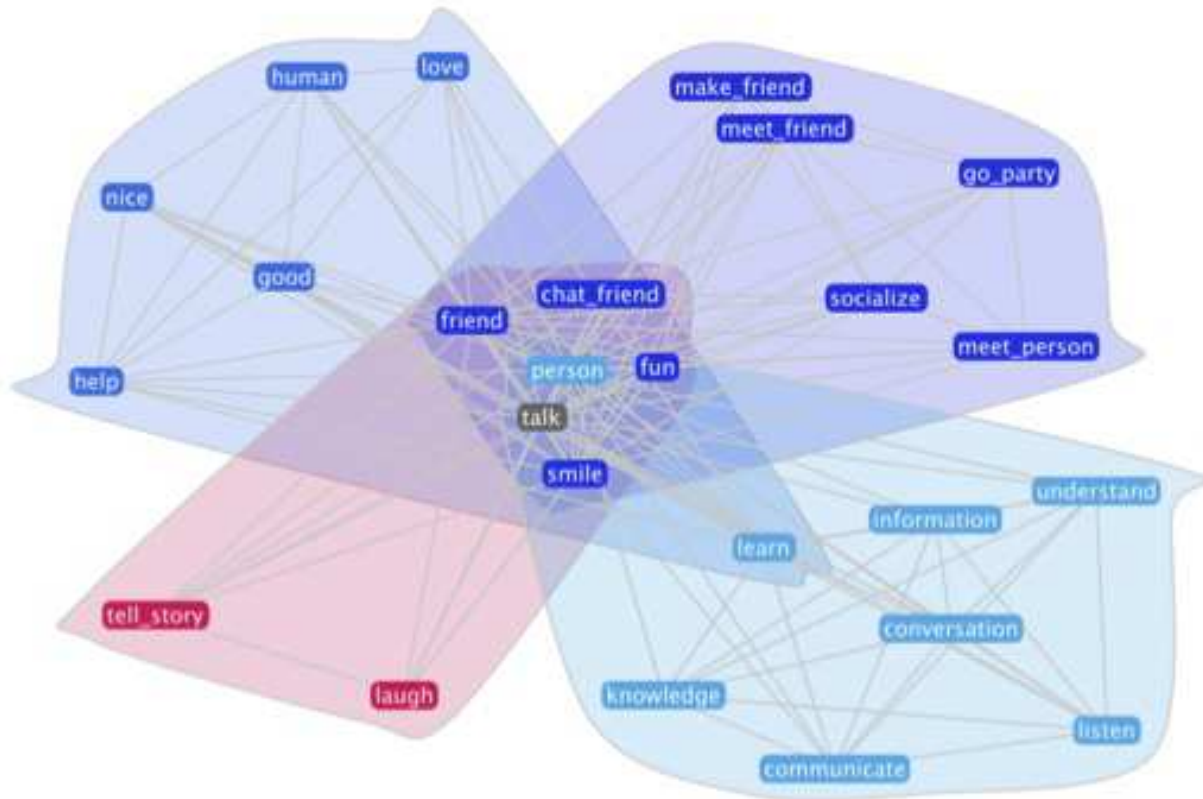 love
human
make_friend
meet_friend
go_party
nice
good
chat_friend
socialize
friend
meet_person
person
fun
help
talk
smile
understand
information
learn
tell_story
conversation
laugh
knowledge
listen
communicate